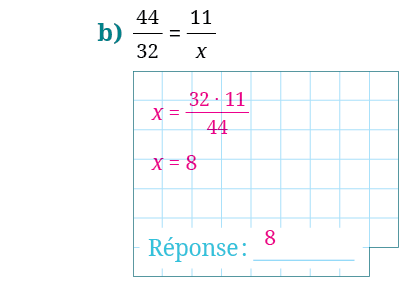 b) 44/32 = 11/x
x = 32 · 11/44
x = 8
Réponse : 8